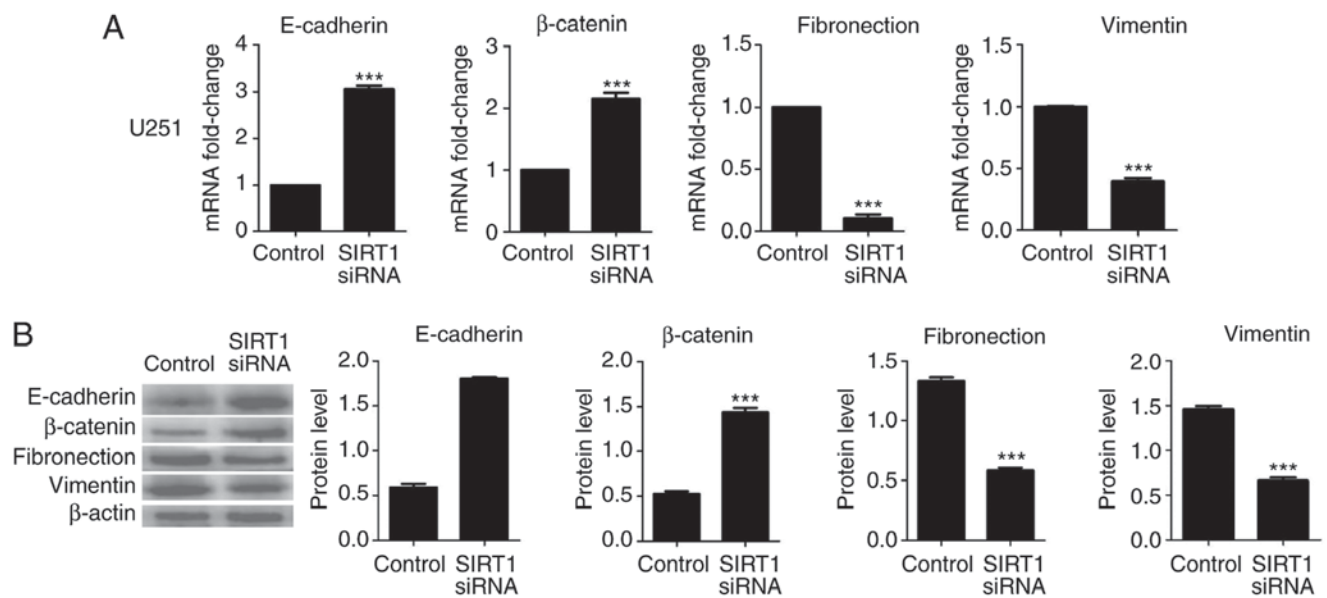 A
U251
E-cadherin
mRNA fold-change
4
3
2
1
0
***
Control
SIRT1
siRNA
β-catenin
mRNA fold-change
3
2
1
0
***
Control
SIRT1
siRNA
Fibronection
mRNA fold-change
1.5
1.0
0.5
0.0
***
Control
SIRT1
siRNA
Vimentin
mRNA fold-change
1.5
1.0
0.5
0.0
***
Control
SIRT1
siRNA
B
Control
SIRT1
siRNA
E-cadherin
β-catenin
Fibronection
Vimentin
β-actin
E-cadherin
Protein level
2.0
1.5
1.0
0.5
0.0
Control
SIRT1
siRNA
β-catenin
Protein level
2.0
1.5
1.0
0.5
0.0
***
Control
SIRT1
siRNA
Fibronection
Protein level
1.5
1.0
0.5
0.0
***
Control
SIRT1
siRNA
Vimentin
Protein level
2.0
1.5
1.0
0.5
0.0
***
Control
SIRT1
siRNA